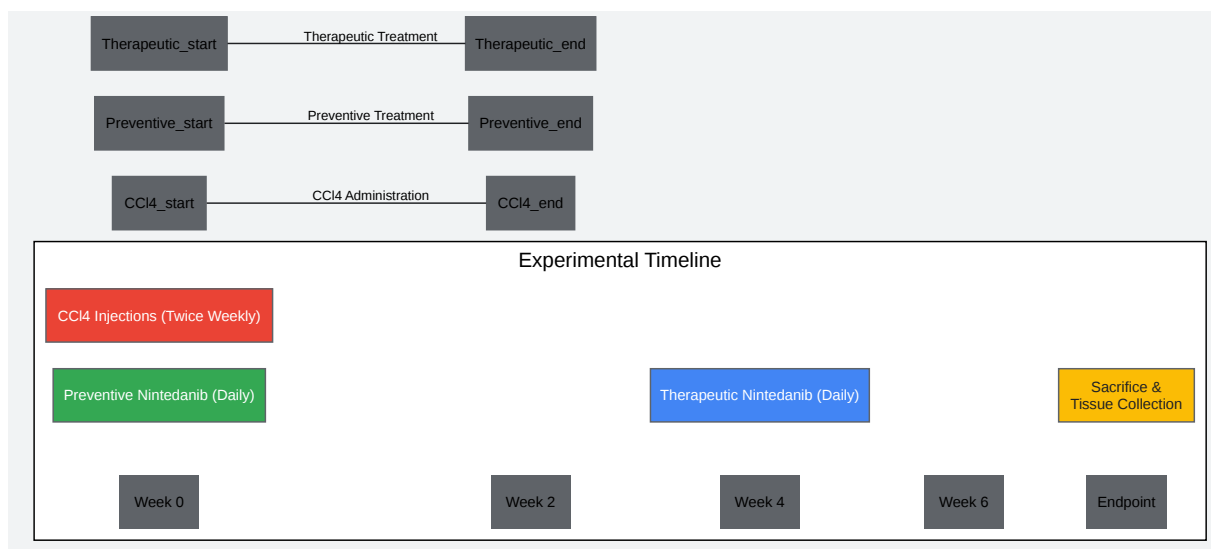 Therapeutic_start
Therapeutic Treatment
Therapeutic_end
Preventive_start
Preventive Treatment
Preventive_end
CCl4_start
CCl4 Administration
CCl4_end
Experimental Timeline
CCl4 Injections (Twice Weekly)
Preventive Nintedanib (Daily)
Therapeutic Nintedanib (Daily)
Sacrifice &
Tissue Collection
Week 0
Week 2
Week 4
Week 6
Endpoint